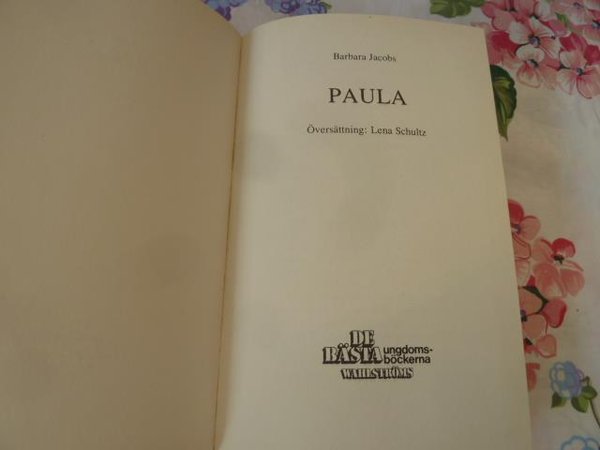 Barbara Jacobs
PAULA
Översättning: Lena Schultz
DE
BÄSTA ungdoms-
böckerna
WAHLSTRÖMS